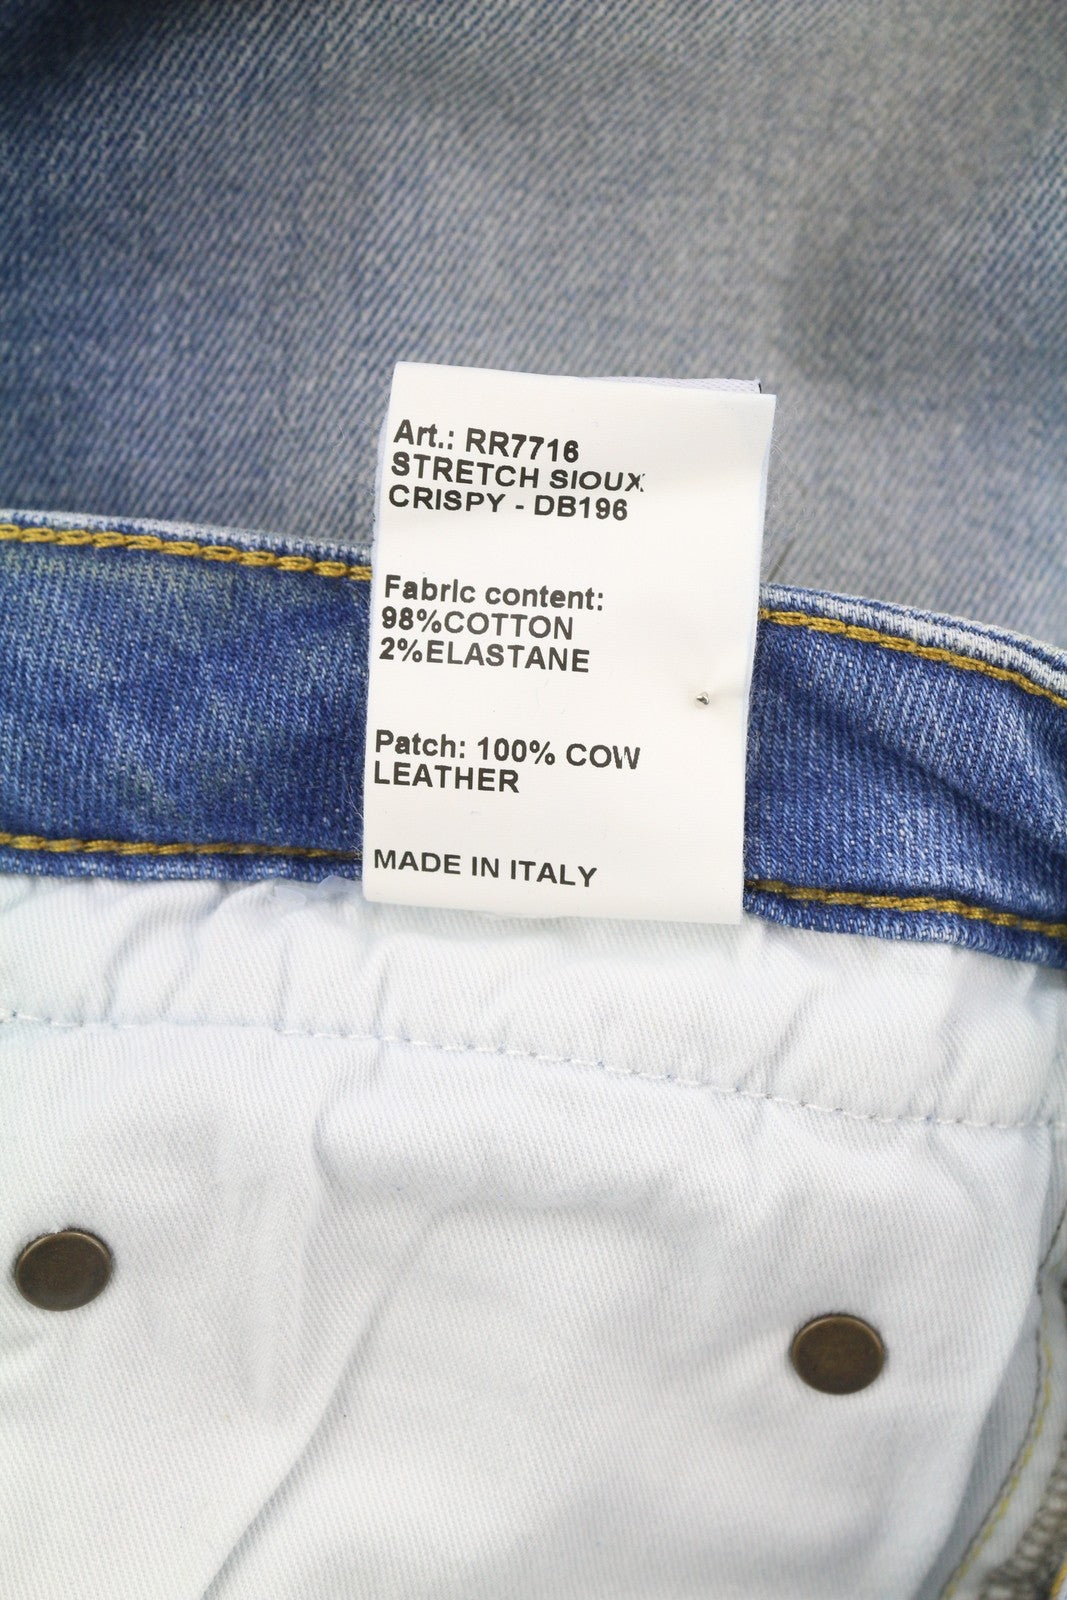 Art.: RR7716
STRETCH SIOUX
CRISPY - DB196
Fabric content:
98%COTTON
2%ELASTANE
Patch: 100% COW
LEATHER
MADE IN ITALY